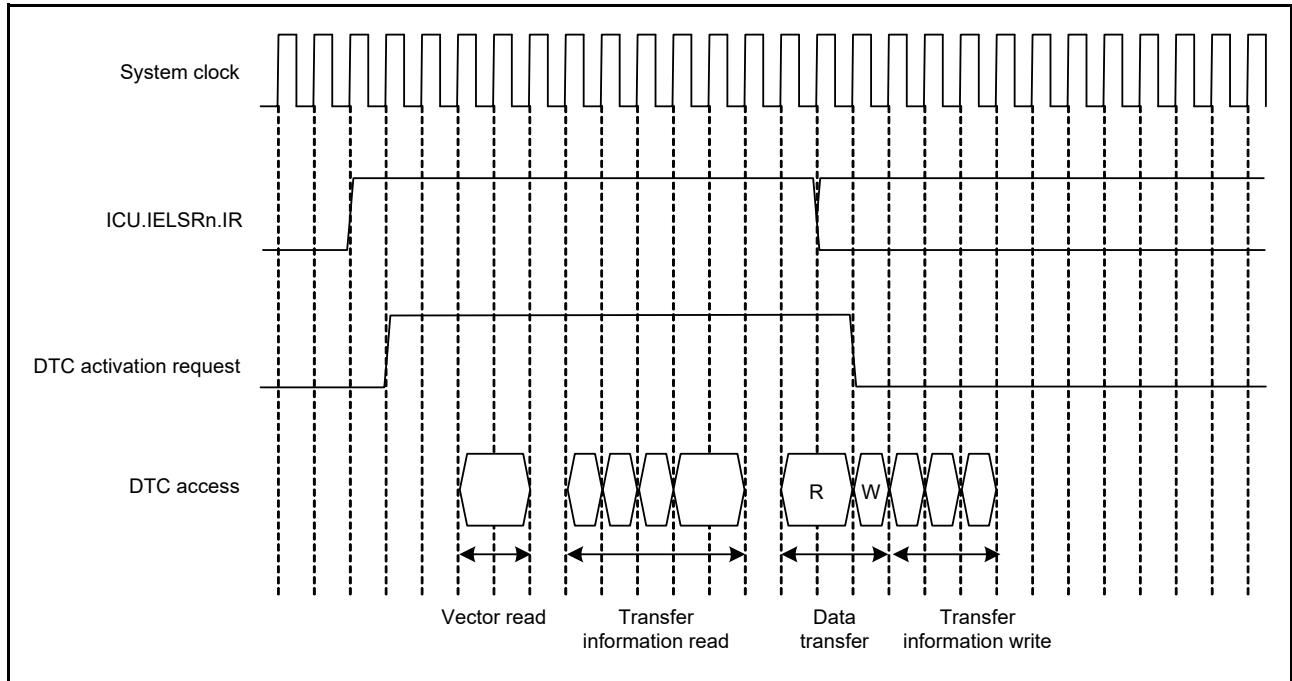 System clock
ICU.IELSRn.IR
DTC activation request
DTC access
R
W
Vector read
Transfer
information read
Data
transfer
Transfer
information write